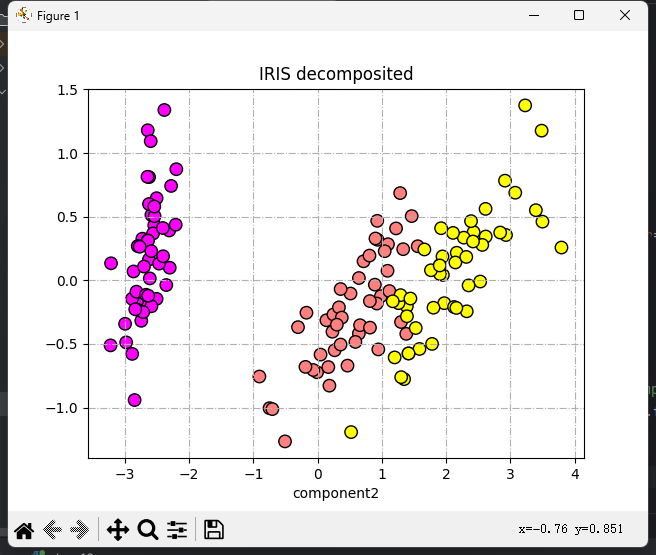 Figure 1
IRIS decomposited
1.5
1.0
0.5
0.0
−0.5
−1.0
−3 −2 −1 0 1 2 3 4
component2
x=−0.76 y=0.851